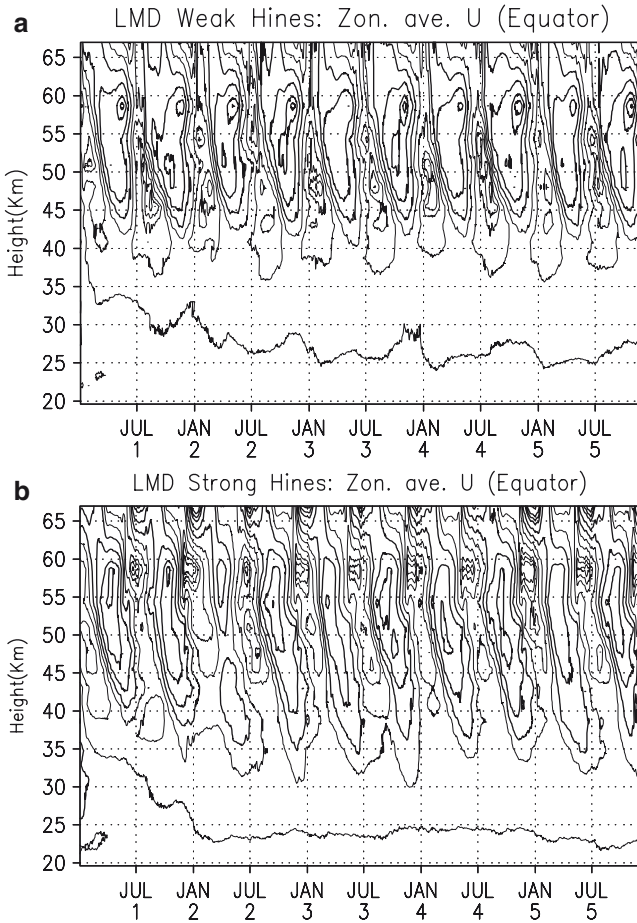 a
LMD Weak Hines: Zon. ave. U (Equator)
Height(Km)
65
60
55
50
45
40
35
30
25
20
JUL JAN JUL JAN JUL JAN JUL JAN JUL
1 2 2 3 3 4 4 5 5
b
LMD Strong Hines: Zon. ave. U (Equator)
Height(Km)
65
60
55
50
45
40
35
30
25
20
JUL JAN JUL JAN JUL JAN JUL JAN JUL
1 2 2 3 3 4 4 5 5